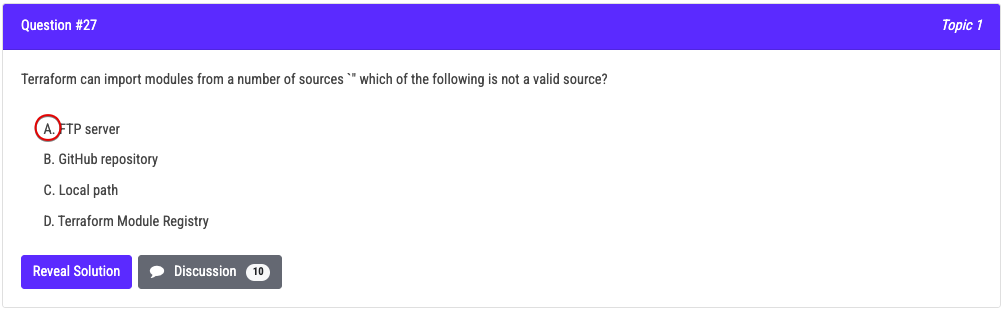 Question #27
Topic 1
Terraform can import modules from a number of sources `" which of the following is not a valid source?
A. FTP server
B. GitHub repository
C. Local path
D. Terraform Module Registry
Reveal Solution
Discussion 10